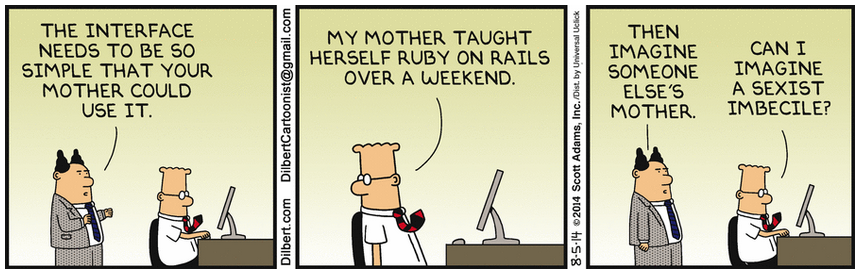 THE INTERFACE
NEEDS TO BE SO
SIMPLE THAT YOUR
MOTHER COULD
USE IT.
Dilbert.com DilbertCartoonist@gmail.com
MY MOTHER TAUGHT
HERSELF RUBY ON RAILS
OVER A WEEKEND.
8-5-14 ©2014 Scott Adams, Inc. /Dist. by Universal Uclick
THEN
IMAGINE
SOMEONE
ELSE'S
MOTHER.
CAN I
IMAGINE
A SEXIST
IMBECILE?